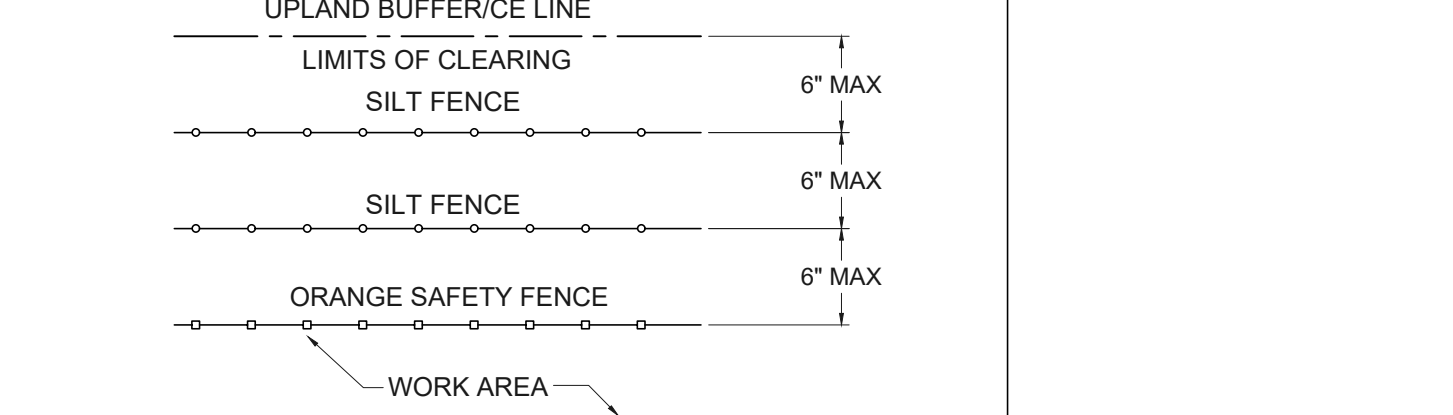 UPLAND BUFFER/CE LINE
LIMITS OF CLEARING
6" MAX
SILT FENCE
6" MAX
SILT FENCE
6" MAX
ORANGE SAFETY FENCE
WORK AREA